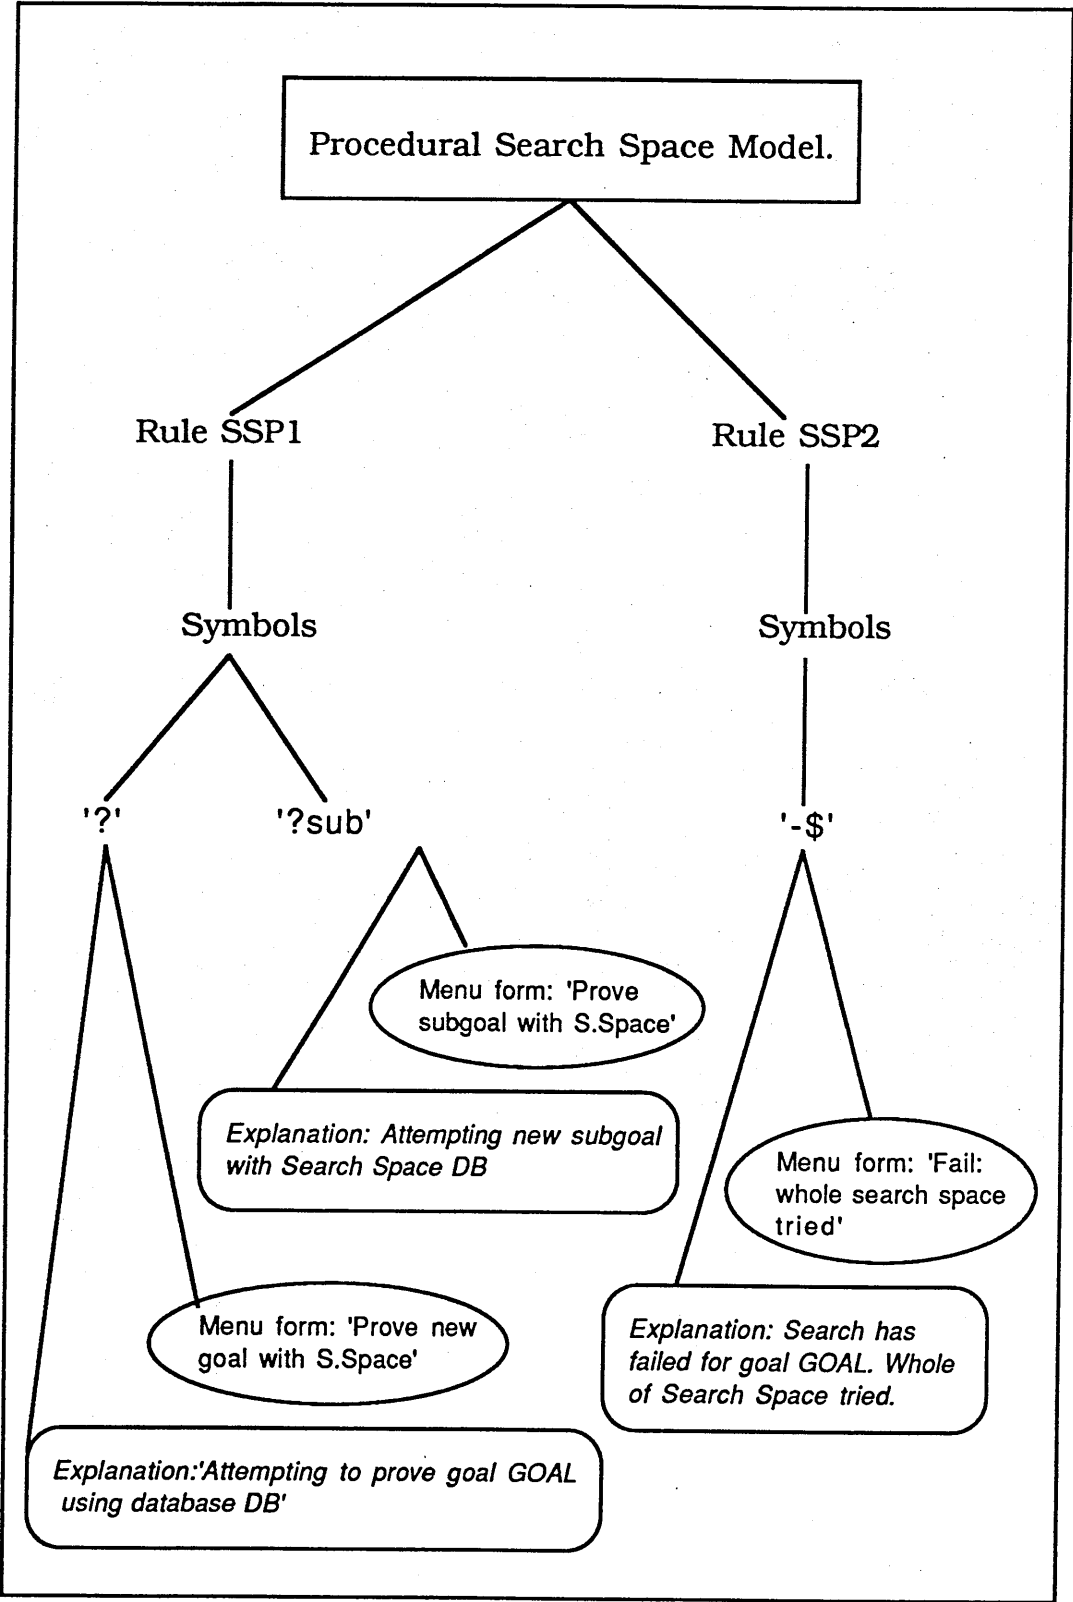 Procedural Search Space Model.
Rule SSP1
Rule SSP2
Symbols
Symbols
'?'
'?sub'
'-$'
Menu form: 'Prove
subgoal with S.Space'
Explanation: Attempting new subgoal
with Search Space DB
Menu form: 'Fail:
whole search space
tried'
Menu form: 'Prove new
goal with S.Space'
Explanation: Search has
failed for goal GOAL. Whole
of Search Space tried.
Explanation:'Attempting to prove goal GOAL
using database DB'